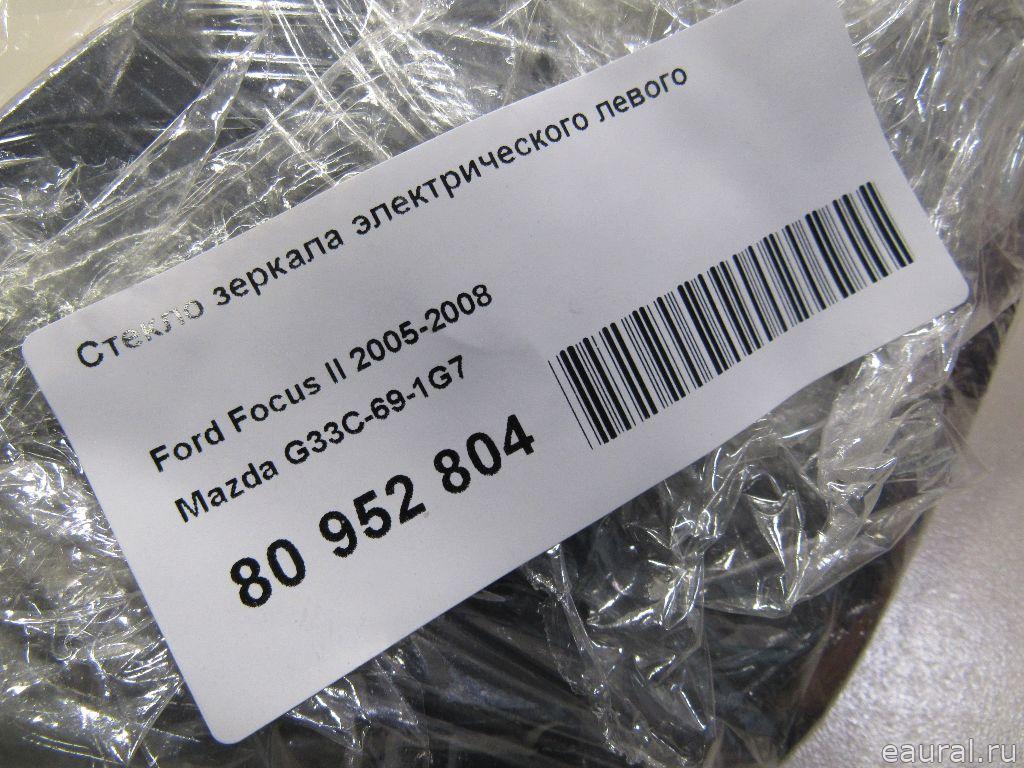 Стекло зеркала электрического левого
Ford Focus II 2005-2008
Mazda G33C-69-1G7
80 952 804
eaural.ru